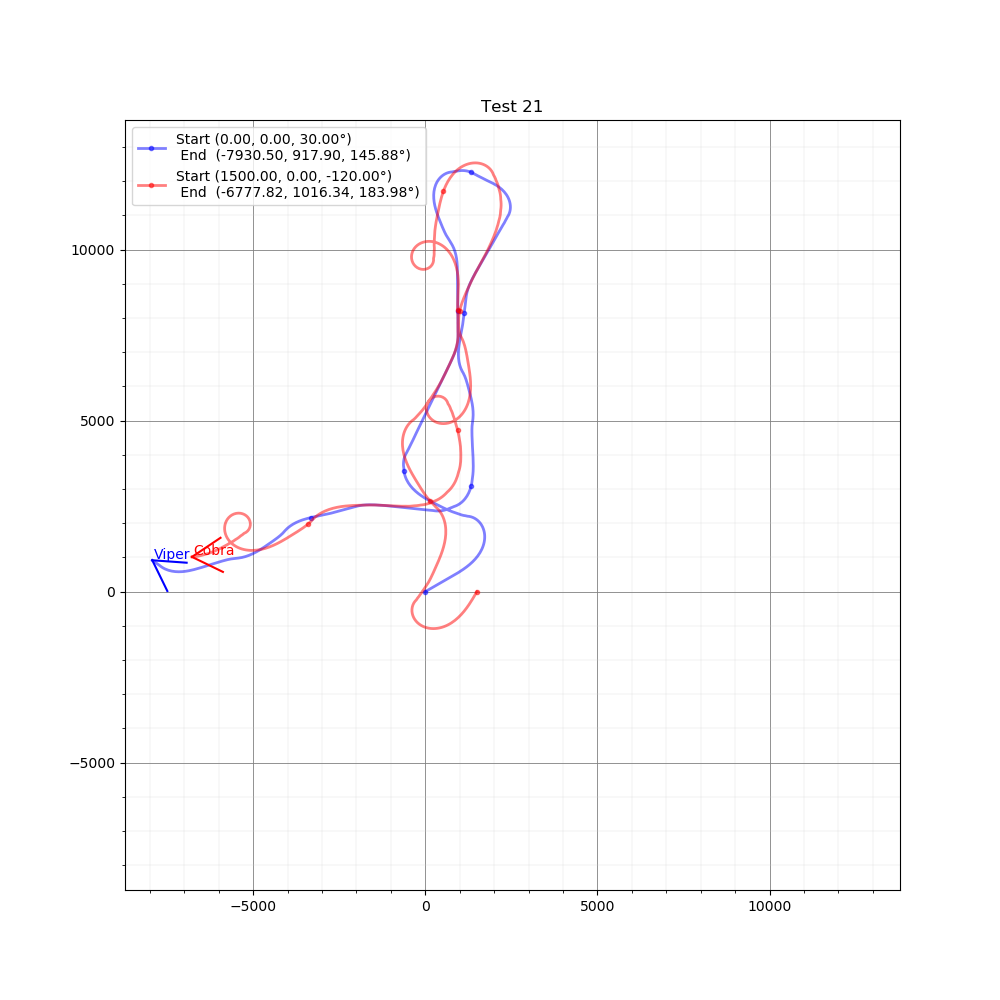 Test 21
Start (0.00, 0.00, 30.00°)
End (-7930.50, 917.90, 145.88°)
Start (1500.00, 0.00, -120.00°)
End (-6777.82, 1016.34, 183.98°)
10000
5000
0
−5000
Viper
Cobra
−5000
0
5000
10000